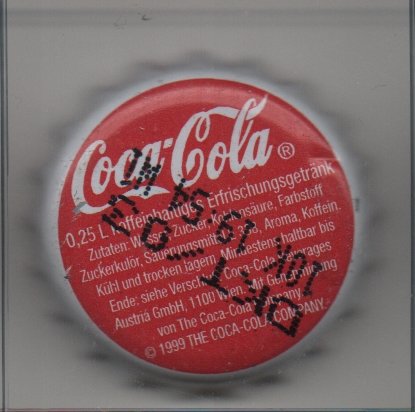 Coca-Cola ®
0,25 L koffeinhaltiges Erfrischungsgetränk
Zutaten: Wasser, Zucker, Kohlensäure, Farbstoff
Zuckerkulör, Säuerungsmittel Aroma, Koffein.
Kühl und trocken lagern. Mindestens haltbar bis
Ende: siehe Verschluß. Coca-Cola Beverages
Austria GmbH, 1100 Wien. Mit Genehmigung
von The Coca-Cola Company
© 1999 THE COCA-COLA COMPANY